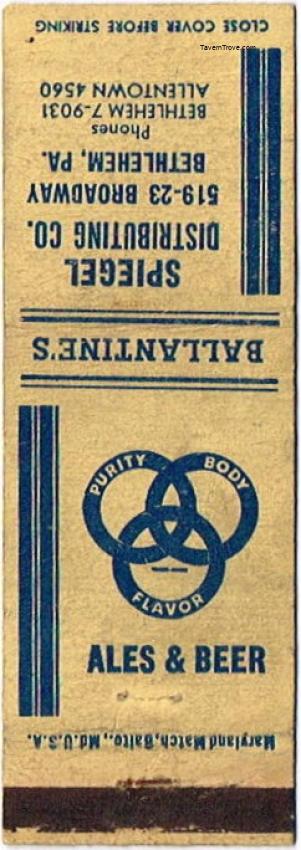 TavernTrove.com
CLOSE COVER BEFORE STRIKING
SPIEGEL
DISTRIBUTING CO.
519-23 BROADWAY
BETHLEHEM, PA.
Phones
BETHLEHEM 7-9031
ALLENTOWN 4560
BALLANTINE'S
PURITY BODY
FLAVOR
ALES & BEER
Maryland Match, Balto., Md. U.S.A.